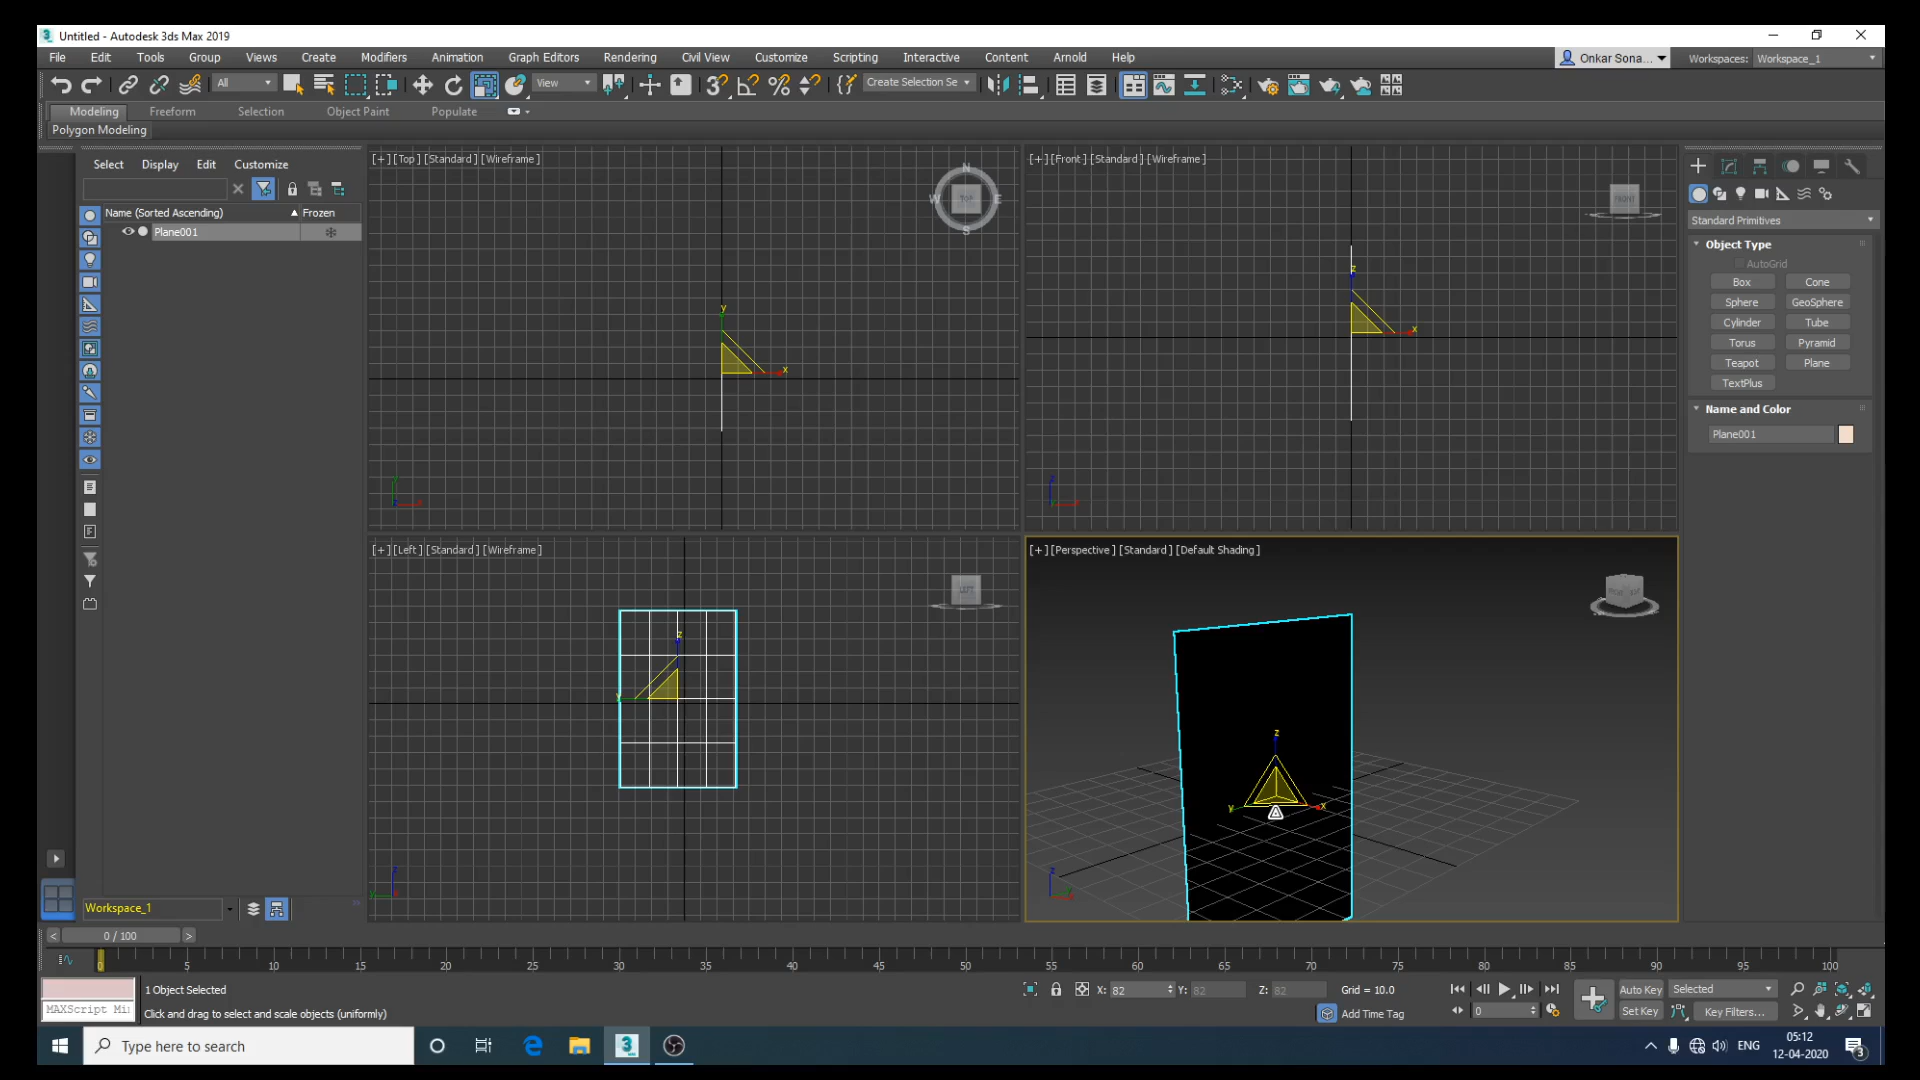 Untitled - Autodesk 3ds Max 2019
File Edit Tools Group Views Create Modifiers Animation Graph Editors Rendering Civil View Customize Scripting Interactive Content Arnold Help
Onkar Sona... Workspaces: Workspace_1
All View Create Selection Se
Modeling Freeform Selection Object Paint Populate
Polygon Modeling
Select Display Edit Customize
Name (Sorted Ascending) Frozen
Plane001
Workspace_1
[+] [Top] [Standard] [Wireframe]
N
W TOP E
S
y
x
[+] [Front] [Standard] [Wireframe]
FRONT
z
x
[+] [Left] [Standard] [Wireframe]
LEFT
z
y
[+] [Perspective] [Standard] [Default Shading]
z
y x
Standard Primitives
Object Type
AutoGrid
Box Cone
Sphere GeoSphere
Cylinder Tube
Torus Pyramid
Teapot Plane
TextPlus
Name and Color
Plane001
< 0 / 100 >
0 5 10 15 20 25 30 35 40 45 50 55 60 65 70 75 80 85 90 95 100
1 Object Selected
X: 82 Y: 82 Z: 82 Grid = 10.0
Auto Key Selected
MAXScript Mi
Click and drag to select and scale objects (uniformly)
Add Time Tag
0
Set Key Key Filters...
Type here to search
ENG
05:12
12-04-2020
3